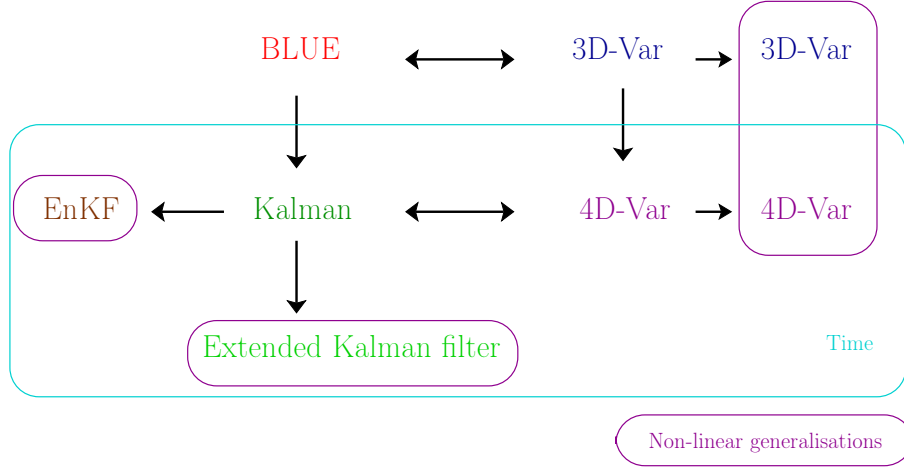 BLUE 3D-Var 3D-Var
EnKF Kalman 4D-Var 4D-Var
Extended Kalman filter
Time
Non-linear generalisations